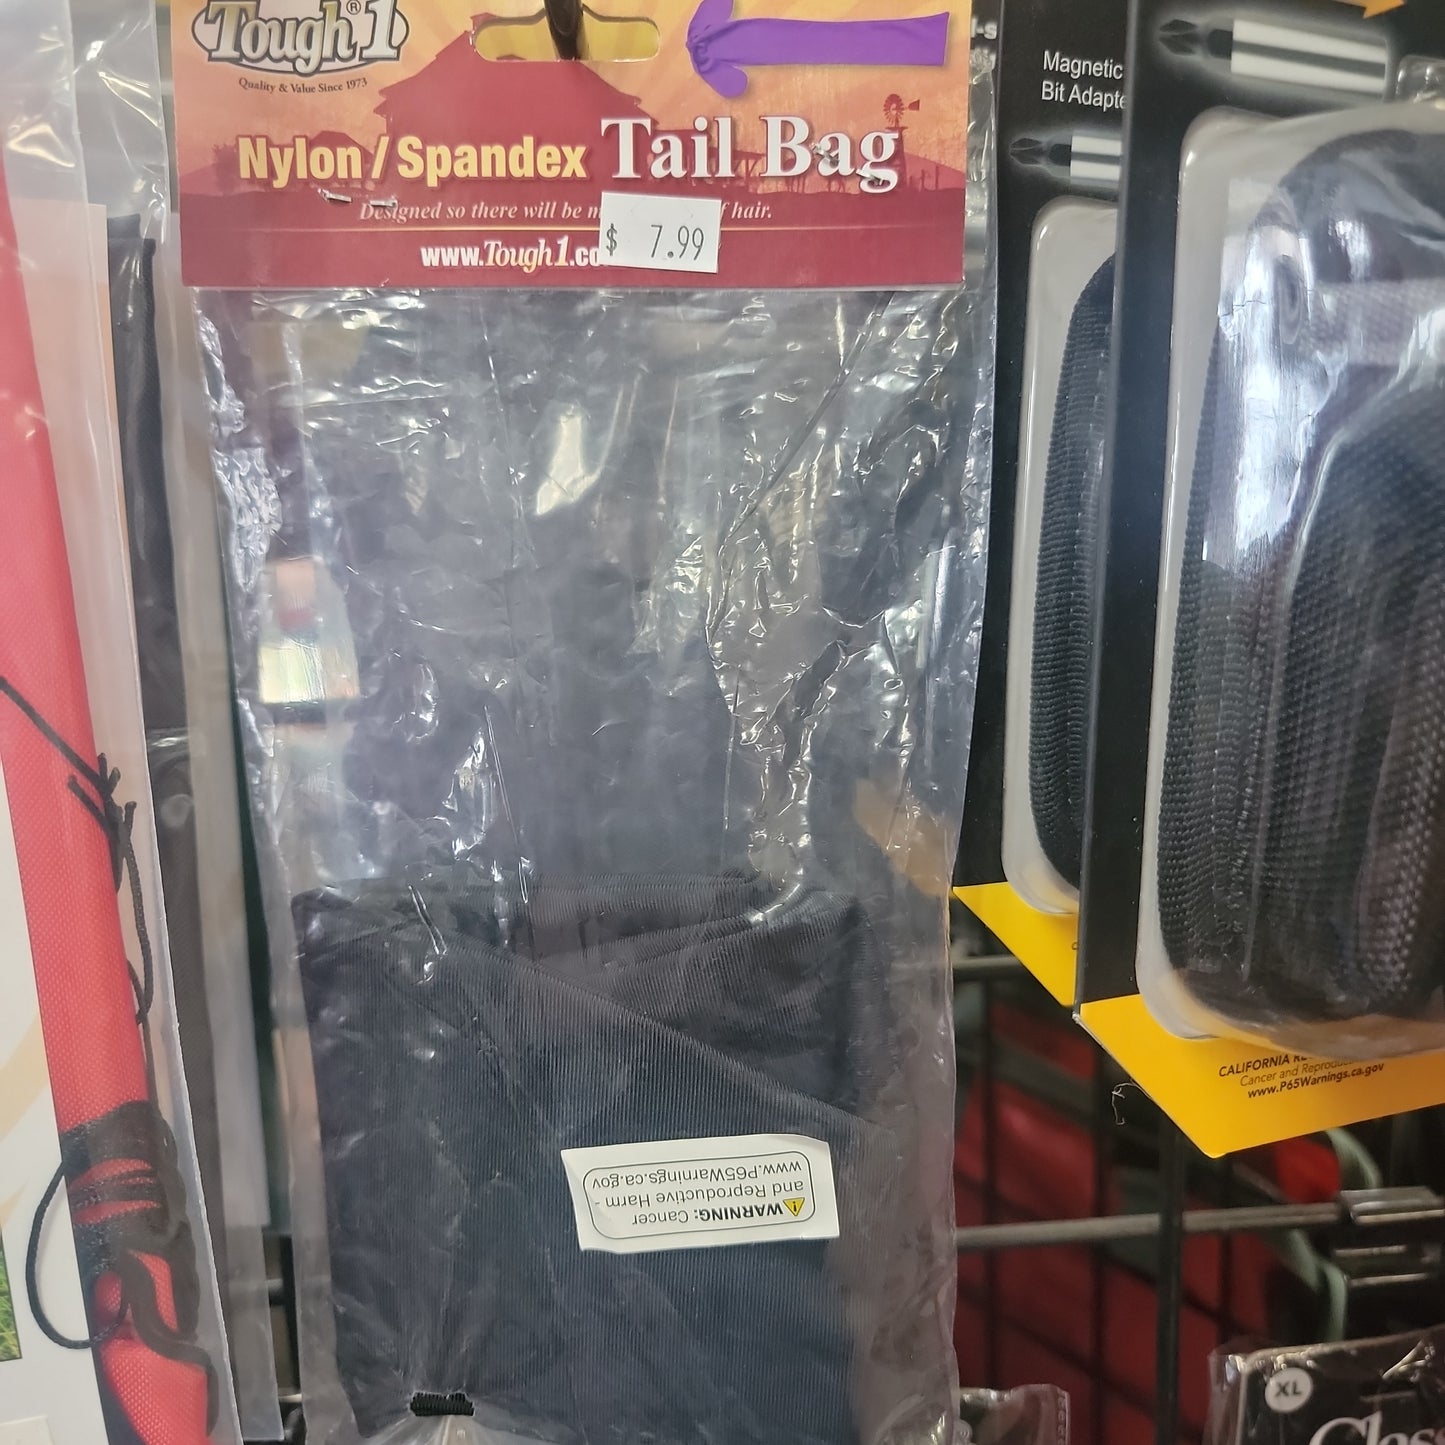 Tough®1
Quality & Value Since 1973
Nylon / Spandex Tail Bag
Designed so there will be hair.
www.Tough1.co
$ 7.99
WARNING: Cancer
and Reproductive Harm -
www.P65Warnings.ca.gov
Magnetic
Bit Adapte
CALIFORNIA
Cancer and
www.P65Warnings.ca.gov
XL